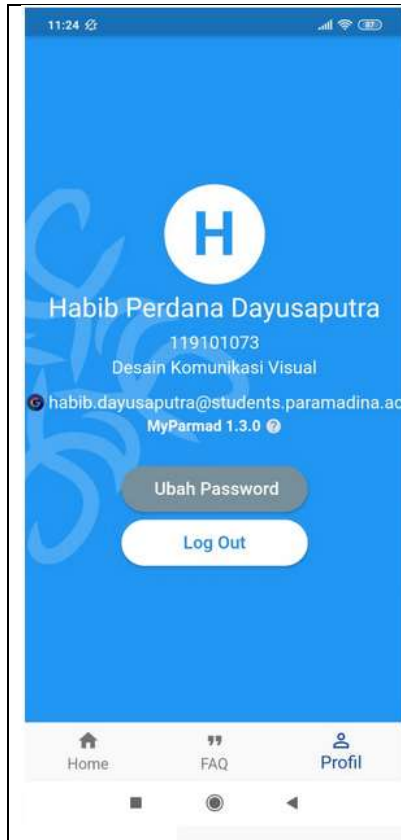 11:24
87
H
Habib Perdana Dayusaputra
119101073
Desain Komunikasi Visual
G habib.dayusaputra@students.paramadina.ac
MyParmad 1.3.0 ?
Ubah Password
Log Out
Home FAQ Profil